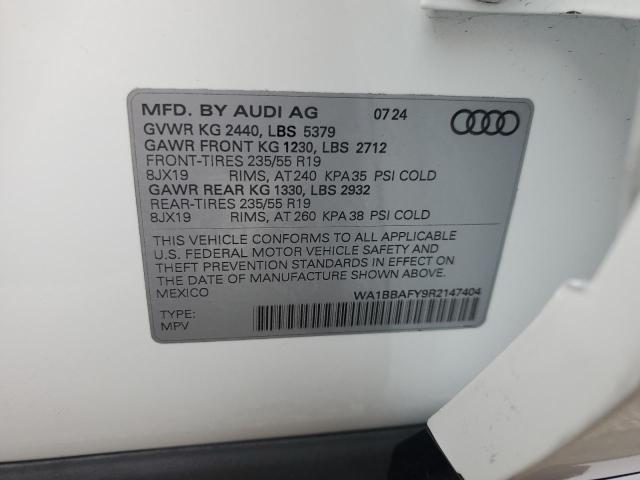 MFD. BY AUDI AG 07 24
GVWR KG 2440, LBS 5379
GAWR FRONT KG 1230, LBS 2712
FRONT-TIRES 235/55 R19
8JX19 RIMS, AT 240 KPA 35 PSI COLD
GAWR REAR KG 1330, LBS 2932
REAR-TIRES 235/55 R19
8JX19 RIMS, AT 260 KPA 38 PSI COLD
THIS VEHICLE CONFORMS TO ALL APPLICABLE
U.S. FEDERAL MOTOR VEHICLE SAFETY AND
THEFT PREVENTION STANDARDS IN EFFECT ON
THE DATE OF MANUFACTURE SHOWN ABOVE.
MEXICO WA1BBAFY9R2147404
TYPE:
MPV